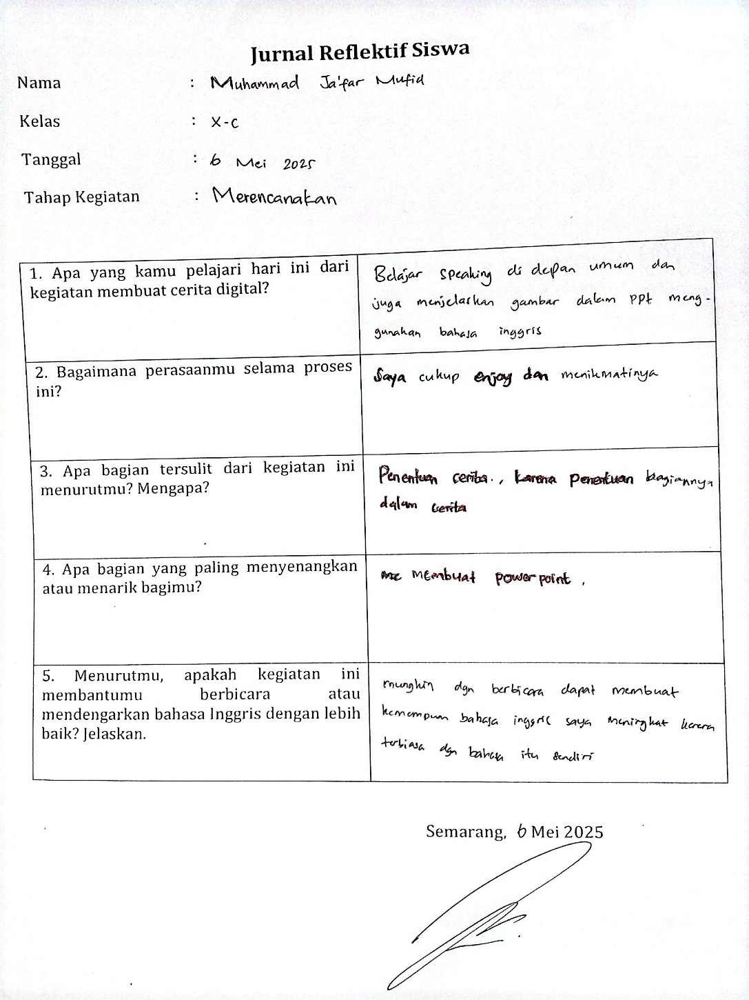 Jurnal Reflektif Siswa
Nama : Muhammad Ja'far Mufid
Kelas : X-C
Tanggal : 6 Mei 2025
Tahap Kegiatan : Merencanakan
1. Apa yang kamu pelajari hari ini dari
kegiatan membuat cerita digital?
Belajar speaking di depan umum dan
juga menjelaskan gambar dalam PPt meng-
gunakan bahasa inggris
2. Bagaimana perasaanmu selama proses
ini?
Saya cukup enjoy dan menikmatinya
3. Apa bagian tersulit dari kegiatan ini
menurutmu? Mengapa?
Penentuan cerita., karena penentuan bagiannya
dalam cerita
4. Apa bagian yang paling menyenangkan
atau menarik bagimu?
membuat power point,
5. Menurutmu, apakah kegiatan ini
membantumu berbicara atau
mendengarkan bahasa Inggris dengan lebih
baik? Jelaskan.
mungkin dgn berbicara dapat membuat
kemempuan bahasa inggris saya meningkat karena
terbiasa dgn bahasa itu sendiri
Semarang, 6 Mei 2025